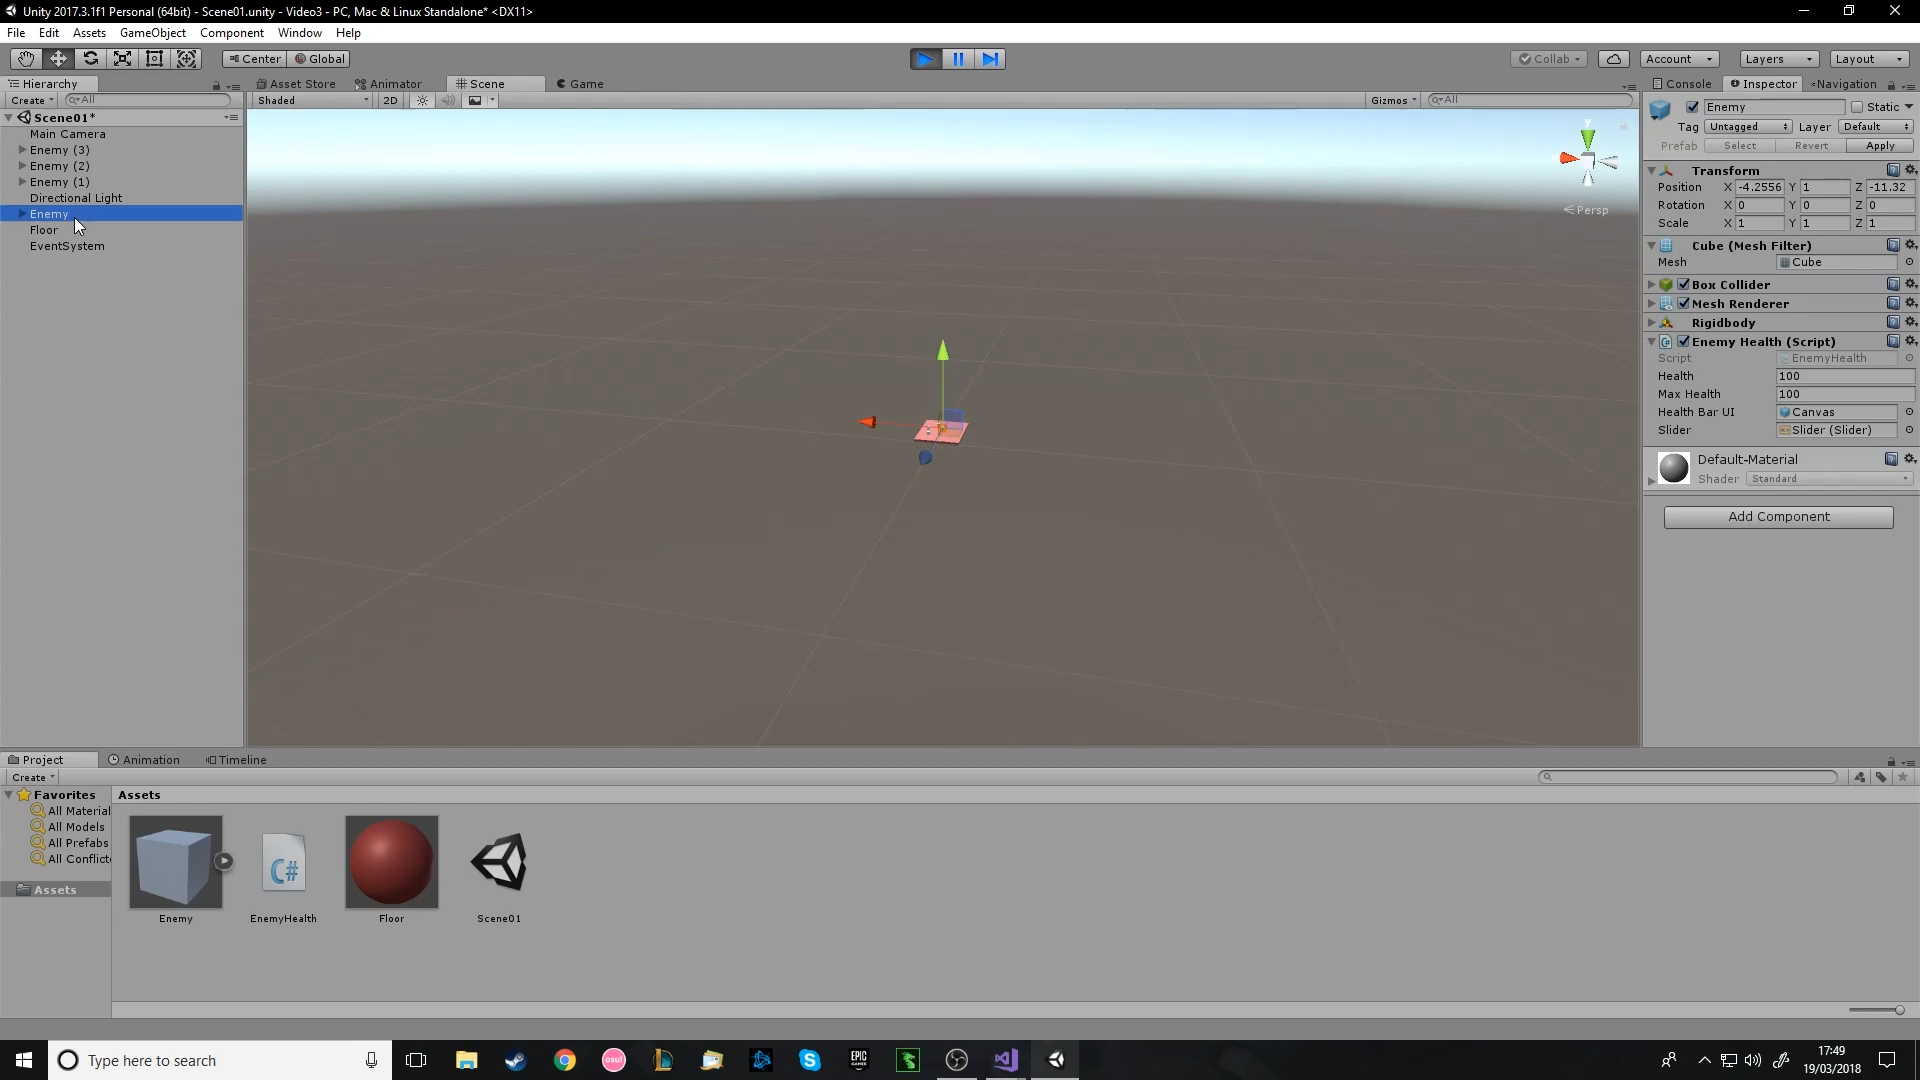 Unity 2017.3.1f1 Personal (64bit) - Scene01.unity - Video3 - PC, Mac & Linux Standalone* <DX11>
File Edit Assets GameObject Component Window Help
Center Global Collab Account Layers Layout
Hierarchy Asset Store Animator Scene Game Console Inspector Navigation
Create All Shaded 2D Gizmos All
Scene01*
Main Camera
Enemy (3)
Enemy (2)
Enemy (1)
Directional Light
Enemy
Floor
EventSystem
y
Persp
Enemy Static
Tag Untagged Layer Default
Prefab Select Revert Apply
Transform
Position X -4.2556 Y 1 Z -11.32
Rotation X 0 Y 0 Z 0
Scale X 1 Y 1 Z 1
Cube (Mesh Filter)
Mesh Cube
Box Collider
Mesh Renderer
Rigidbody
Enemy Health (Script)
Script EnemyHealth
Health 100
Max Health 100
Health Bar UI Canvas
Slider Slider (Slider)
Default-Material
Shader Standard
Add Component
Project Animation Timeline
Create
Favorites
All Material
All Models
All Prefabs
All Conflict
Assets
Assets
C#
Enemy EnemyHealth Floor Scene01
Type here to search
osu!
EPIC GAMES
17:49
19/03/2018